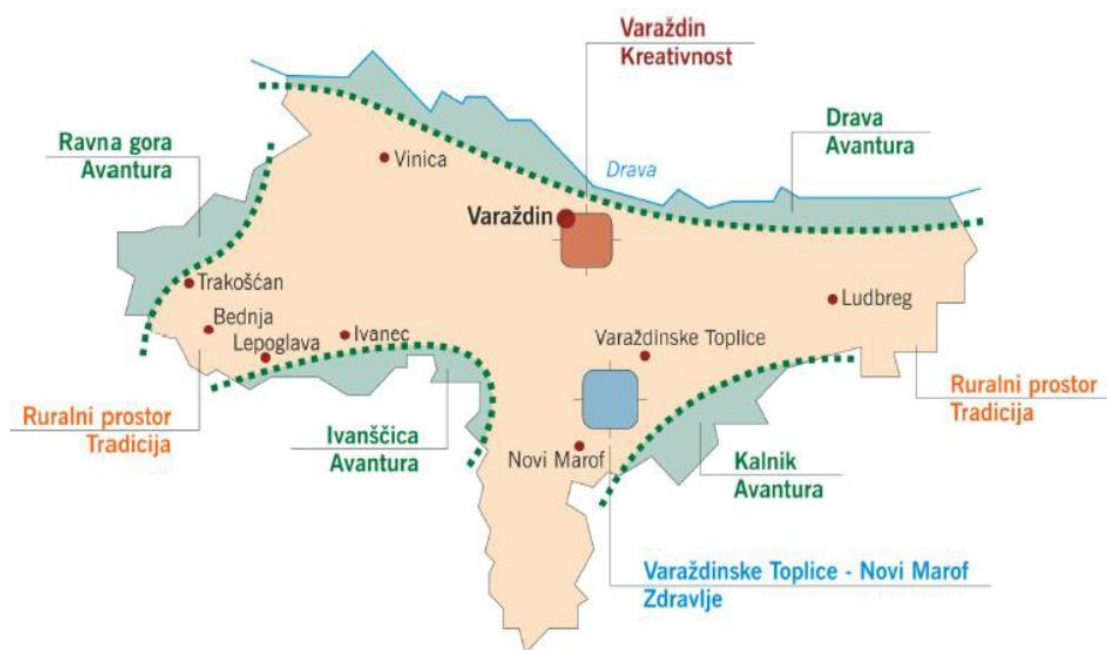 Varaždin
Kreativnost
Ravna gora
Avantura
Drava
Avantura
Vinica
Drava
Varaždin
Trakošćan
Bednja
Lepoglava
Ivanec
Ludbreg
Varaždinske Toplice
Ruralni prostor
Tradicija
Ruralni prostor
Tradicija
Ivanščica
Avantura
Novi Marof
Kalnik
Avantura
Varaždinske Toplice - Novi Marof
Zdravlje